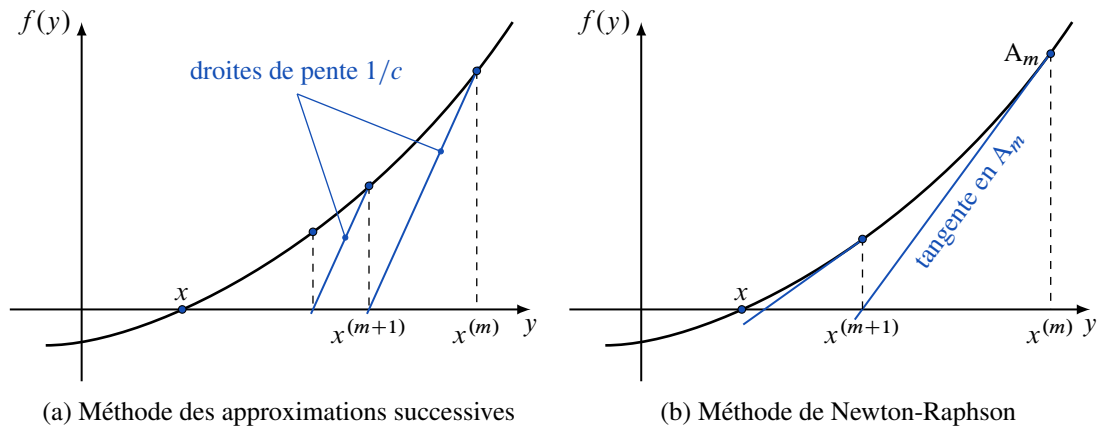 f(y)
droites de pente 1/c
x
x^(m+1)
x^(m)
y
(a) Méthode des approximations successives
f(y)
A_m
tangente en A_m
x
x^(m+1)
x^(m)
y
(b) Méthode de Newton-Raphson